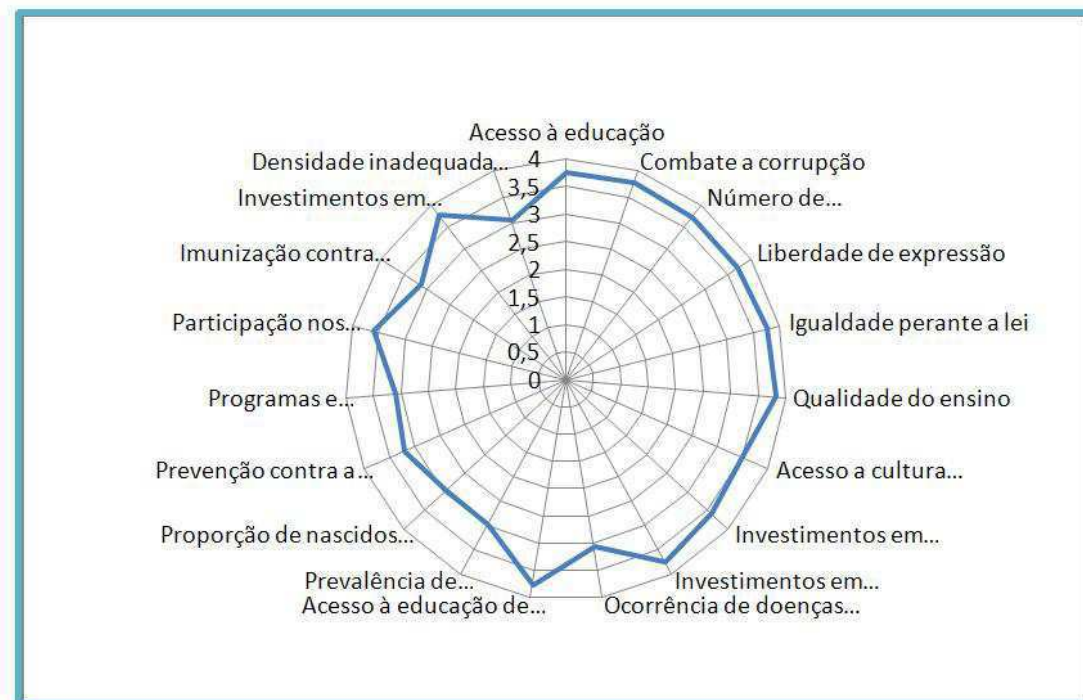 Acesso à educação
Densidade inadequada...
Combate a corrupção
Investimentos em...
Número de...
Imunização contra...
Liberdade de expressão
Participação nos...
Igualdade perante a lei
Programas e...
Qualidade do ensino
Prevenção contra a...
Acesso a cultura...
Proporção de nascidos...
Investimentos em...
Prevalência de...
Investimentos em...
Acesso à educação de...
Ocorrência de doenças...
4
3,5
3
2,5
2
1,5
1
0,5
0